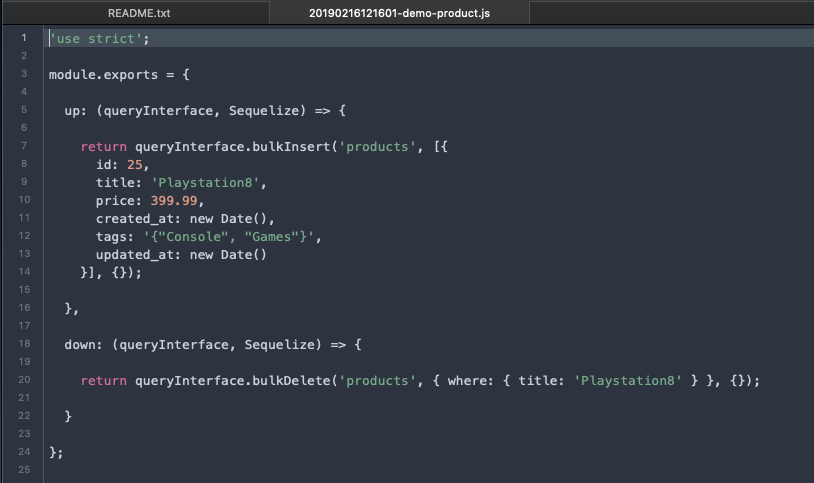 README.txt
20190216121601-demo-product.js
1 'use strict';
2
3 module.exports = {
4
5 up: (queryInterface, Sequelize) => {
6
7 return queryInterface.bulkInsert('products', [{
8 id: 25,
9 title: 'Playstation8',
10 price: 399.99,
11 created_at: new Date(),
12 tags: '{"Console", "Games"}',
13 updated_at: new Date()
14 }], {});
15
16 },
17
18 down: (queryInterface, Sequelize) => {
19
20 return queryInterface.bulkDelete('products', { where: { title: 'Playstation8' } }, {});
21
22 }
23
24 };
25